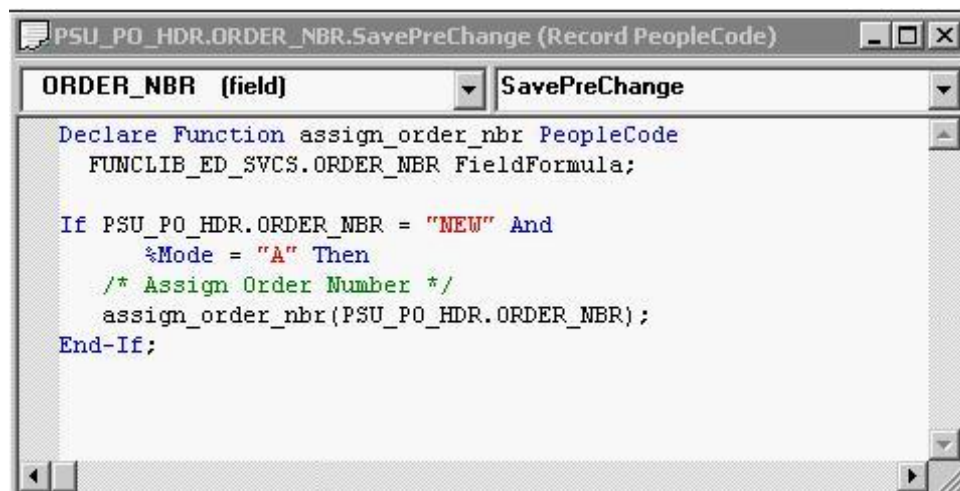 PSU_PO_HDR.ORDER_NBR.SavePreChange (Record PeopleCode)
ORDER_NBR (field) SavePreChange
Declare Function assign_order_nbr PeopleCode
FUNCLIB_ED_SVCS.ORDER_NBR FieldFormula;
If PSU_PO_HDR.ORDER_NBR = "NEW" And
%Mode = "A" Then
/* Assign Order Number */
assign_order_nbr(PSU_PO_HDR.ORDER_NBR);
End-If;